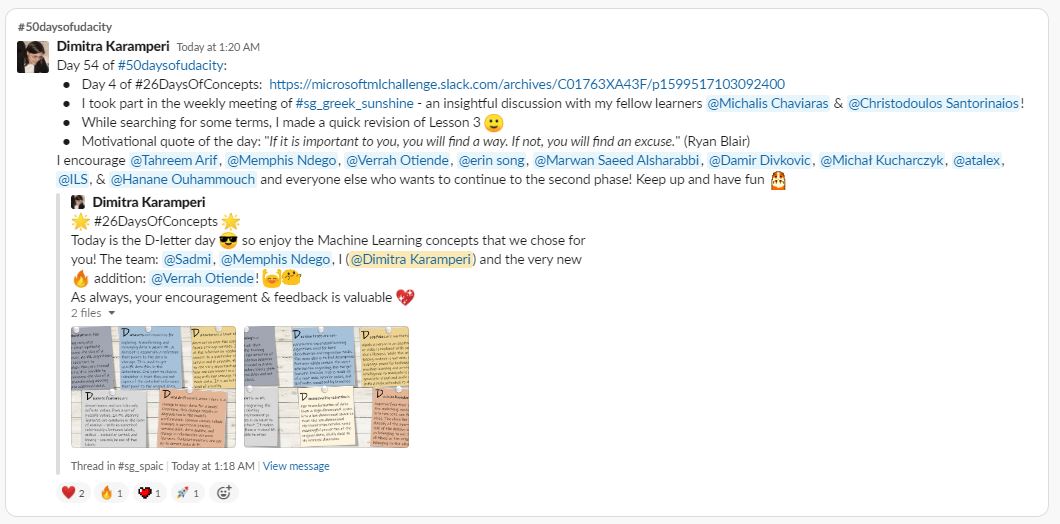 #50daysofudacity
Dimitra Karamperi Today at 1:20 AM
Day 54 of #50daysofudacity:
● Day 4 of #26DaysOfConcepts: https://microsoftmlchallenge.slack.com/archives/C01763XA43F/p1599517103092400
● I took part in the weekly meeting of #sg_greek_sunshine - an insightful discussion with my fellow learners @Michalis Chaviaras & @Christodoulos Santorinaios!
● While searching for some terms, I made a quick revision of Lesson 3 🙂
● Motivational quote of the day: "If it is important to you, you will find a way. If not, you will find an excuse." (Ryan Blair)
I encourage @Tahreem Arif, @Memphis Ndego, @Verrah Otiende, @erin song, @Marwan Saeed Alsharabbi, @Damir Divkovic, @Michał Kucharczyk, @atalex,
@ILS, & @Hanane Ouhammouch and everyone else who wants to continue to the second phase! Keep up and have fun
Dimitra Karamperi
🌟 #26DaysOfConcepts 🌟
Today is the D-letter day 😎 so enjoy the Machine Learning concepts that we chose for
you! The team: @Sadmi, @Memphis Ndego, I (@Dimitra Karamperi) and the very new
🔥 addition: @Verrah Otiende!
As always, your encouragement & feedback is valuable 💖
2 files
Thread in #sg_spaic | Today at 1:18 AM | View message
❤️ 2 🔥 1 ❤️ 1 🚀 1